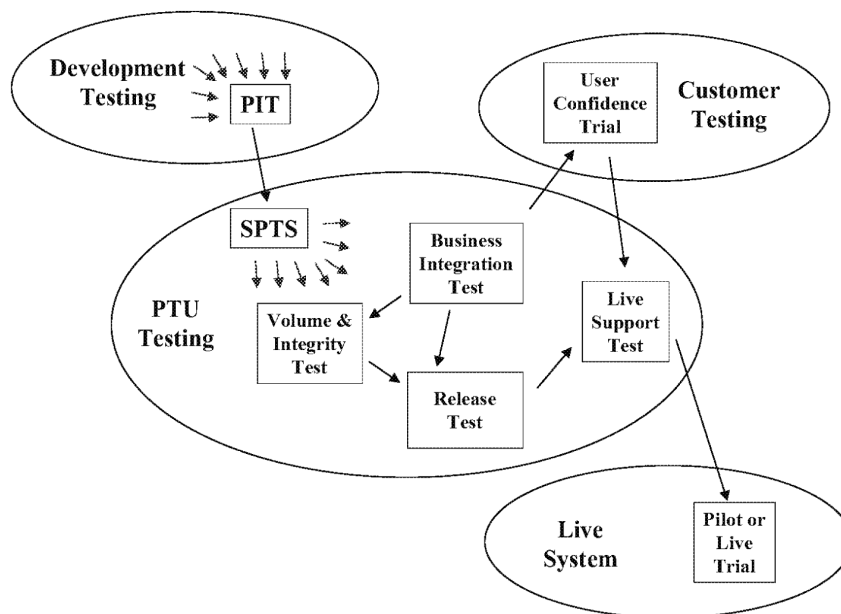 Development
Testing
PIT
User
Confidence
Trial
Customer
Testing
SPTS
Business
Integration
Test
PTU
Testing
Volume &
Integrity
Test
Live
Support
Test
Release
Test
Live
System
Pilot or
Live
Trial